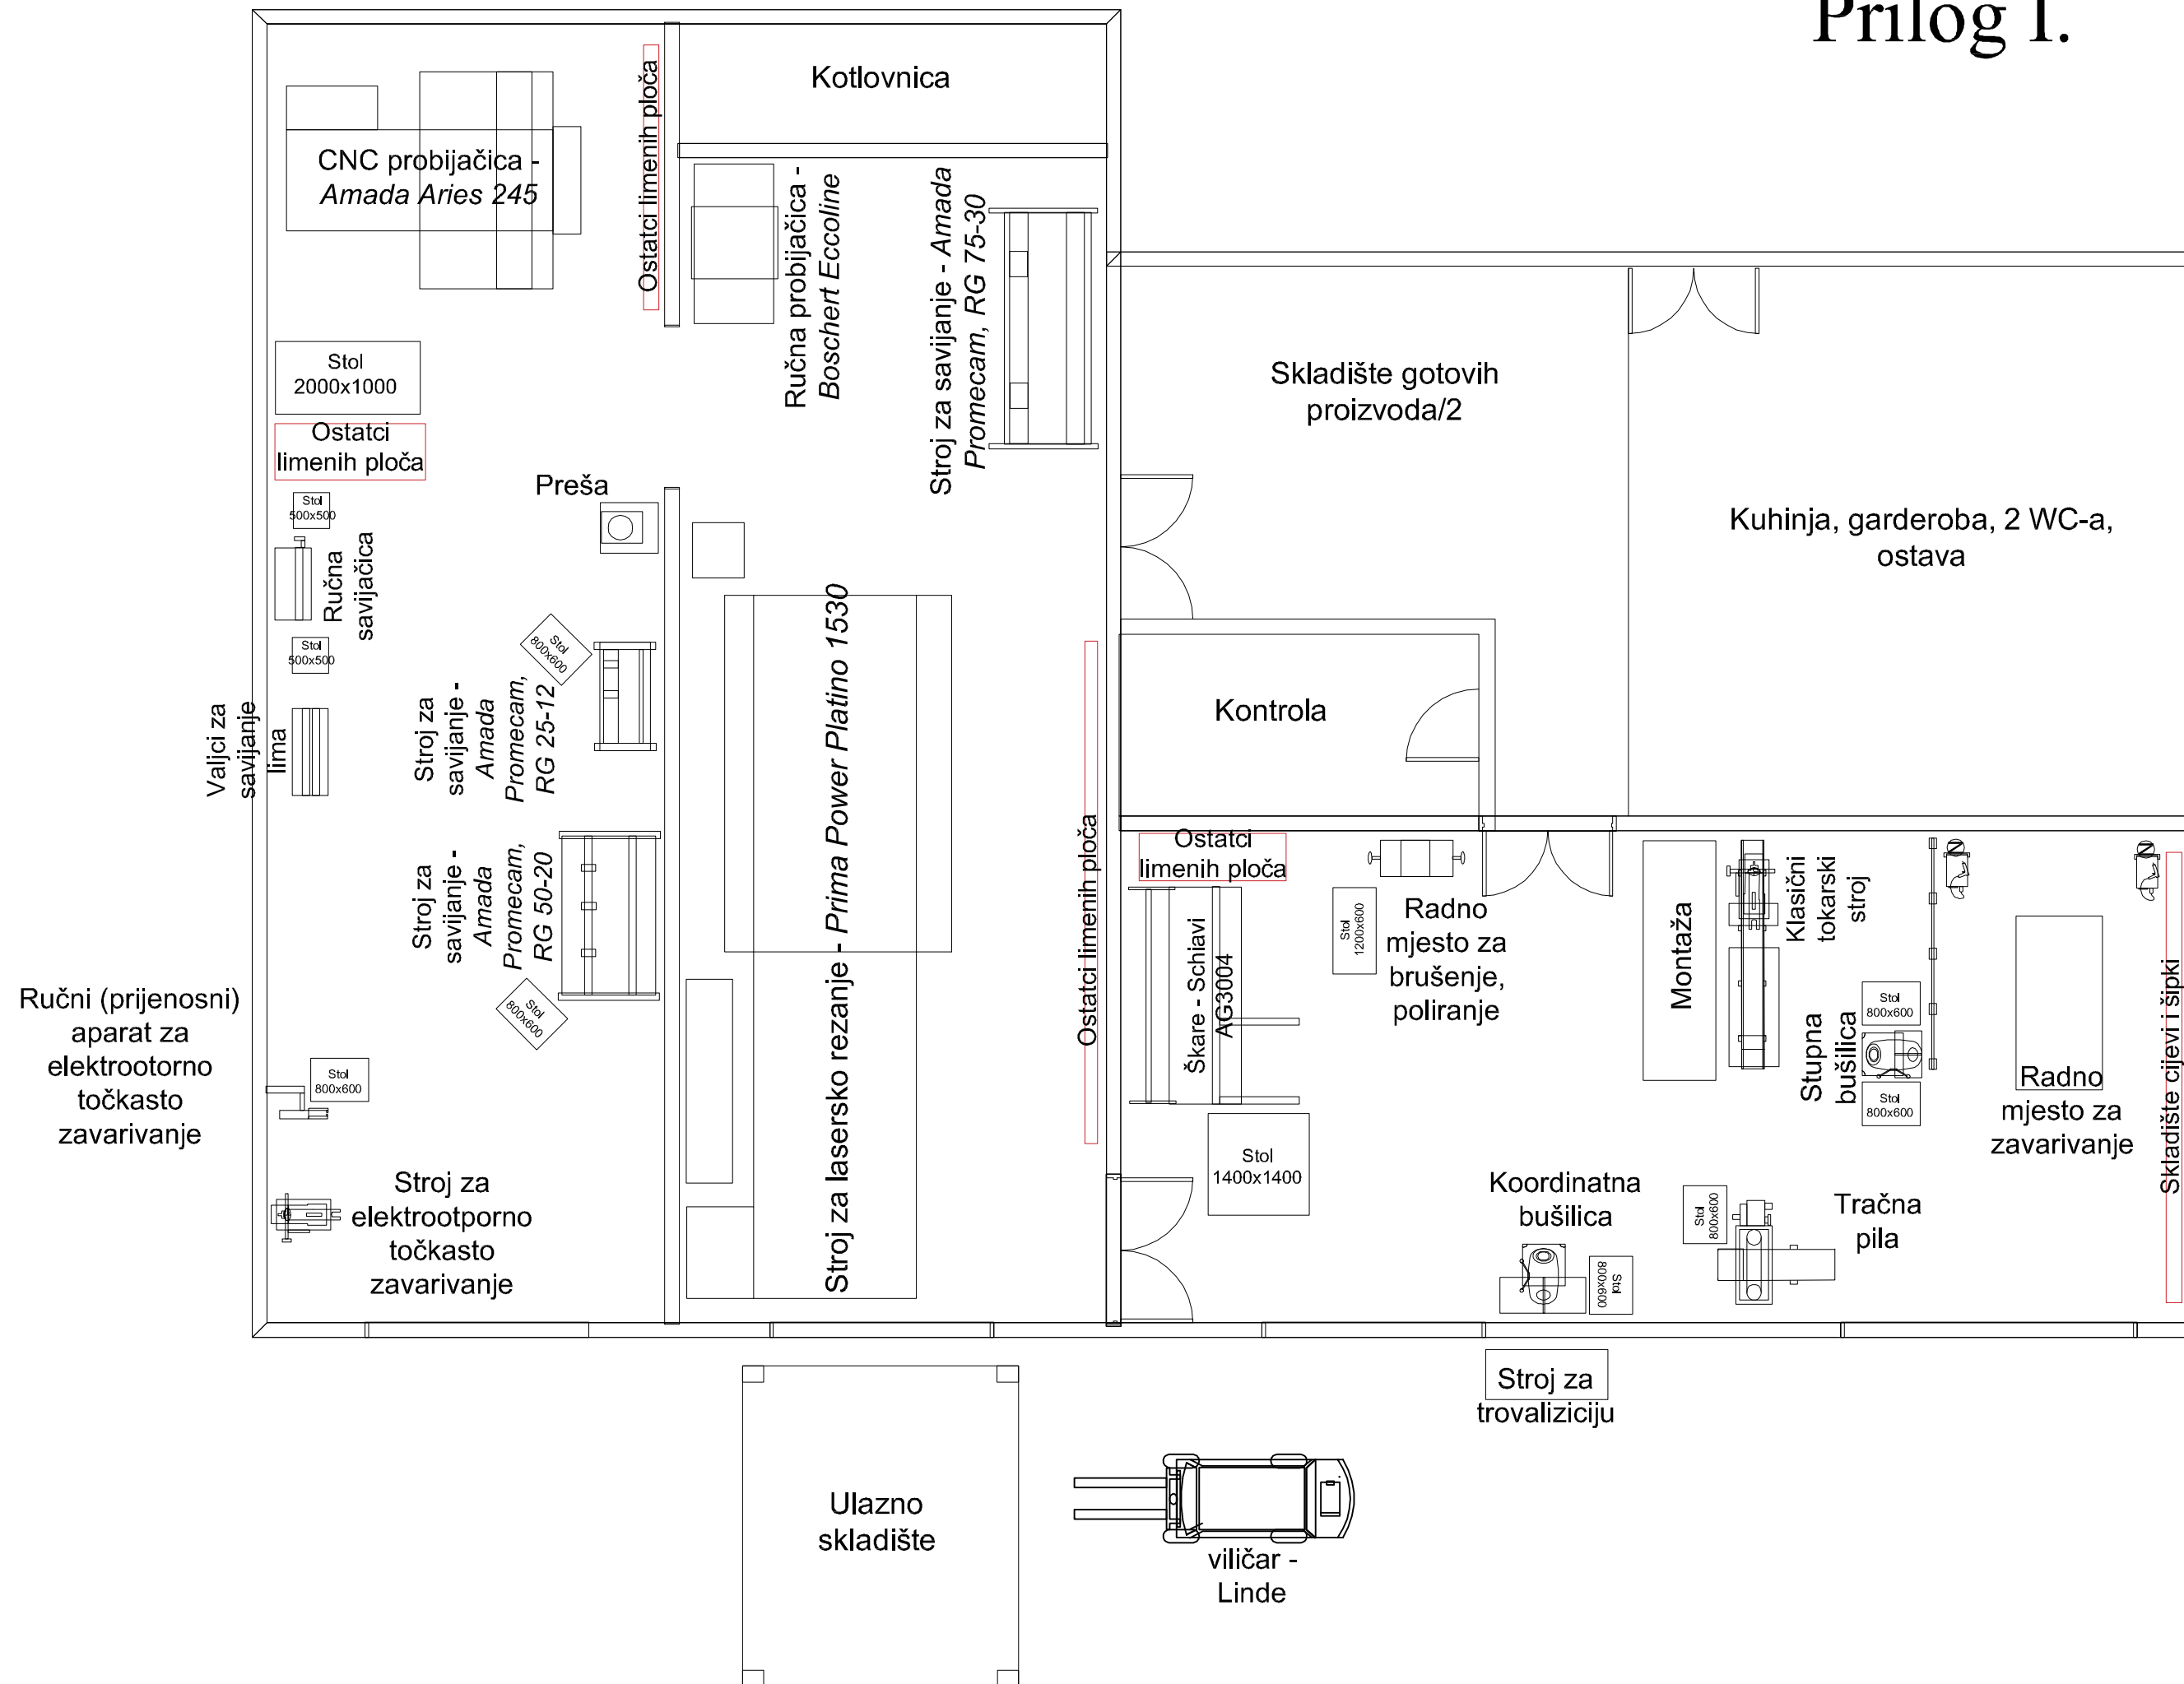 Prilog I.
Kotlovnica
CNC probijačica -
Amada Aries 245
Ostatci limenih ploča
Ručna probijačica -
Boschert Eccoline
Stroj za savijanje - Amada
Promecam, RG 75-30
Stol
2000x1000
Ostatci
limenih ploča
Stol
500x500
Ručna
savijačica
Stol
500x500
Valjci za
savijanje
lima
Preša
Stol
800x600
Stroj za
savijanje -
Amada
Promecam,
RG 25-12
Stroj za
savijanje -
Amada
Promecam,
RG 50-20
Stol
800x600
Stroj za lasersko rezanje - Prima Power Platino 1530
Ostatci limenih ploča
Skladište gotovih
proizvoda/2
Kuhinja, garderoba, 2 WC-a,
ostava
Kontrola
Ostatci
limenih ploča
Škare - Schiavi
AG3004
Stol
1200x600
Radno
mjesto za
brušenje,
poliranje
Montaža
Klasični
tokarski
stroj
Stol
800x600
Stupna
bušilica
Stol
800x600
Radno
mjesto za
zavarivanje
Skladište cijevi i šipki
Ručni (prijenosni)
aparat za
elektrootorno
točkasto
zavarivanje
Stol
800x600
Stroj za
elektrootporno
točkasto
zavarivanje
Stol
1400x1400
Koordinatna
bušilica
Stol
800x600
Stol
800x600
Tračna
pila
Stroj za
trovaliziciju
Ulazno
skladište
viličar -
Linde